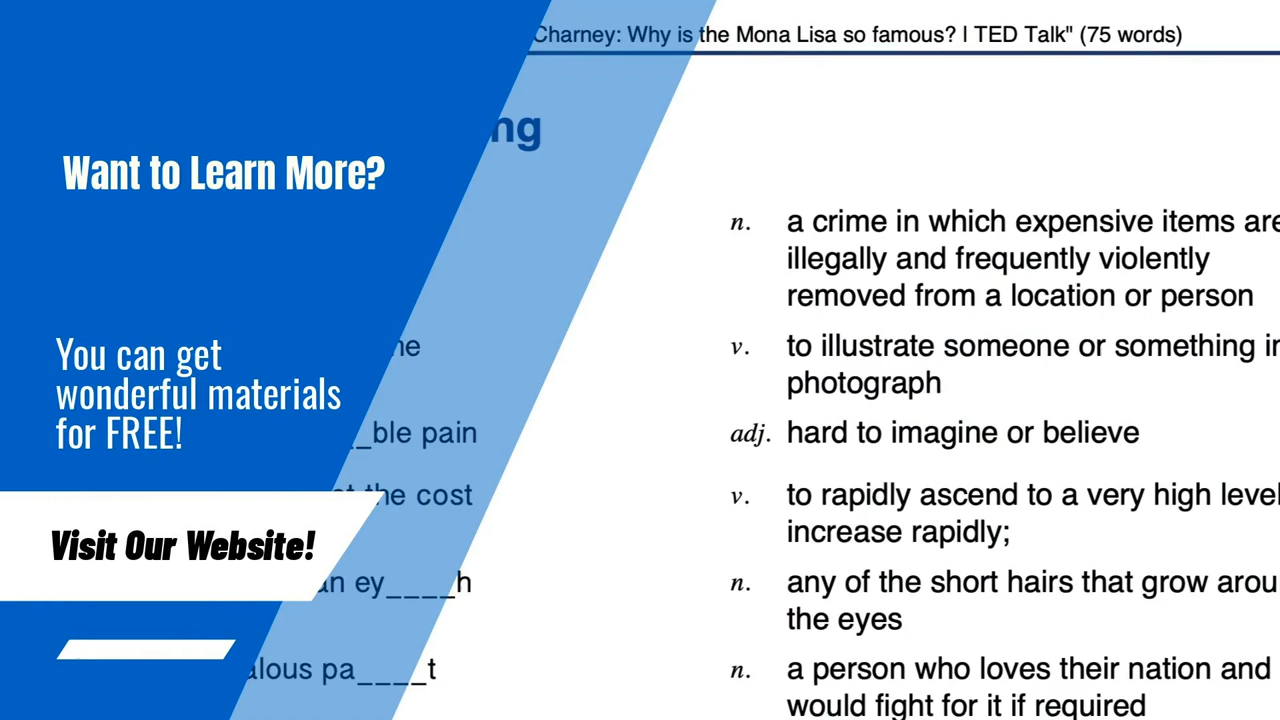 Charney: Why is the Mona Lisa so famous? | TED Talk" (75 words)
ng
Want to Learn More?
You can get
wonderful materials
for FREE!
Visit Our Website!
n. a crime in which expensive items are
illegally and frequently violently
removed from a location or person
ne
v. to illustrate someone or something in
photograph
_ble pain
adj. hard to imagine or believe
the cost
v. to rapidly ascend to a very high level
increase rapidly;
an ey____h
n. any of the short hairs that grow arou
the eyes
alous pa____t
n. a person who loves their nation and
would fight for it if required